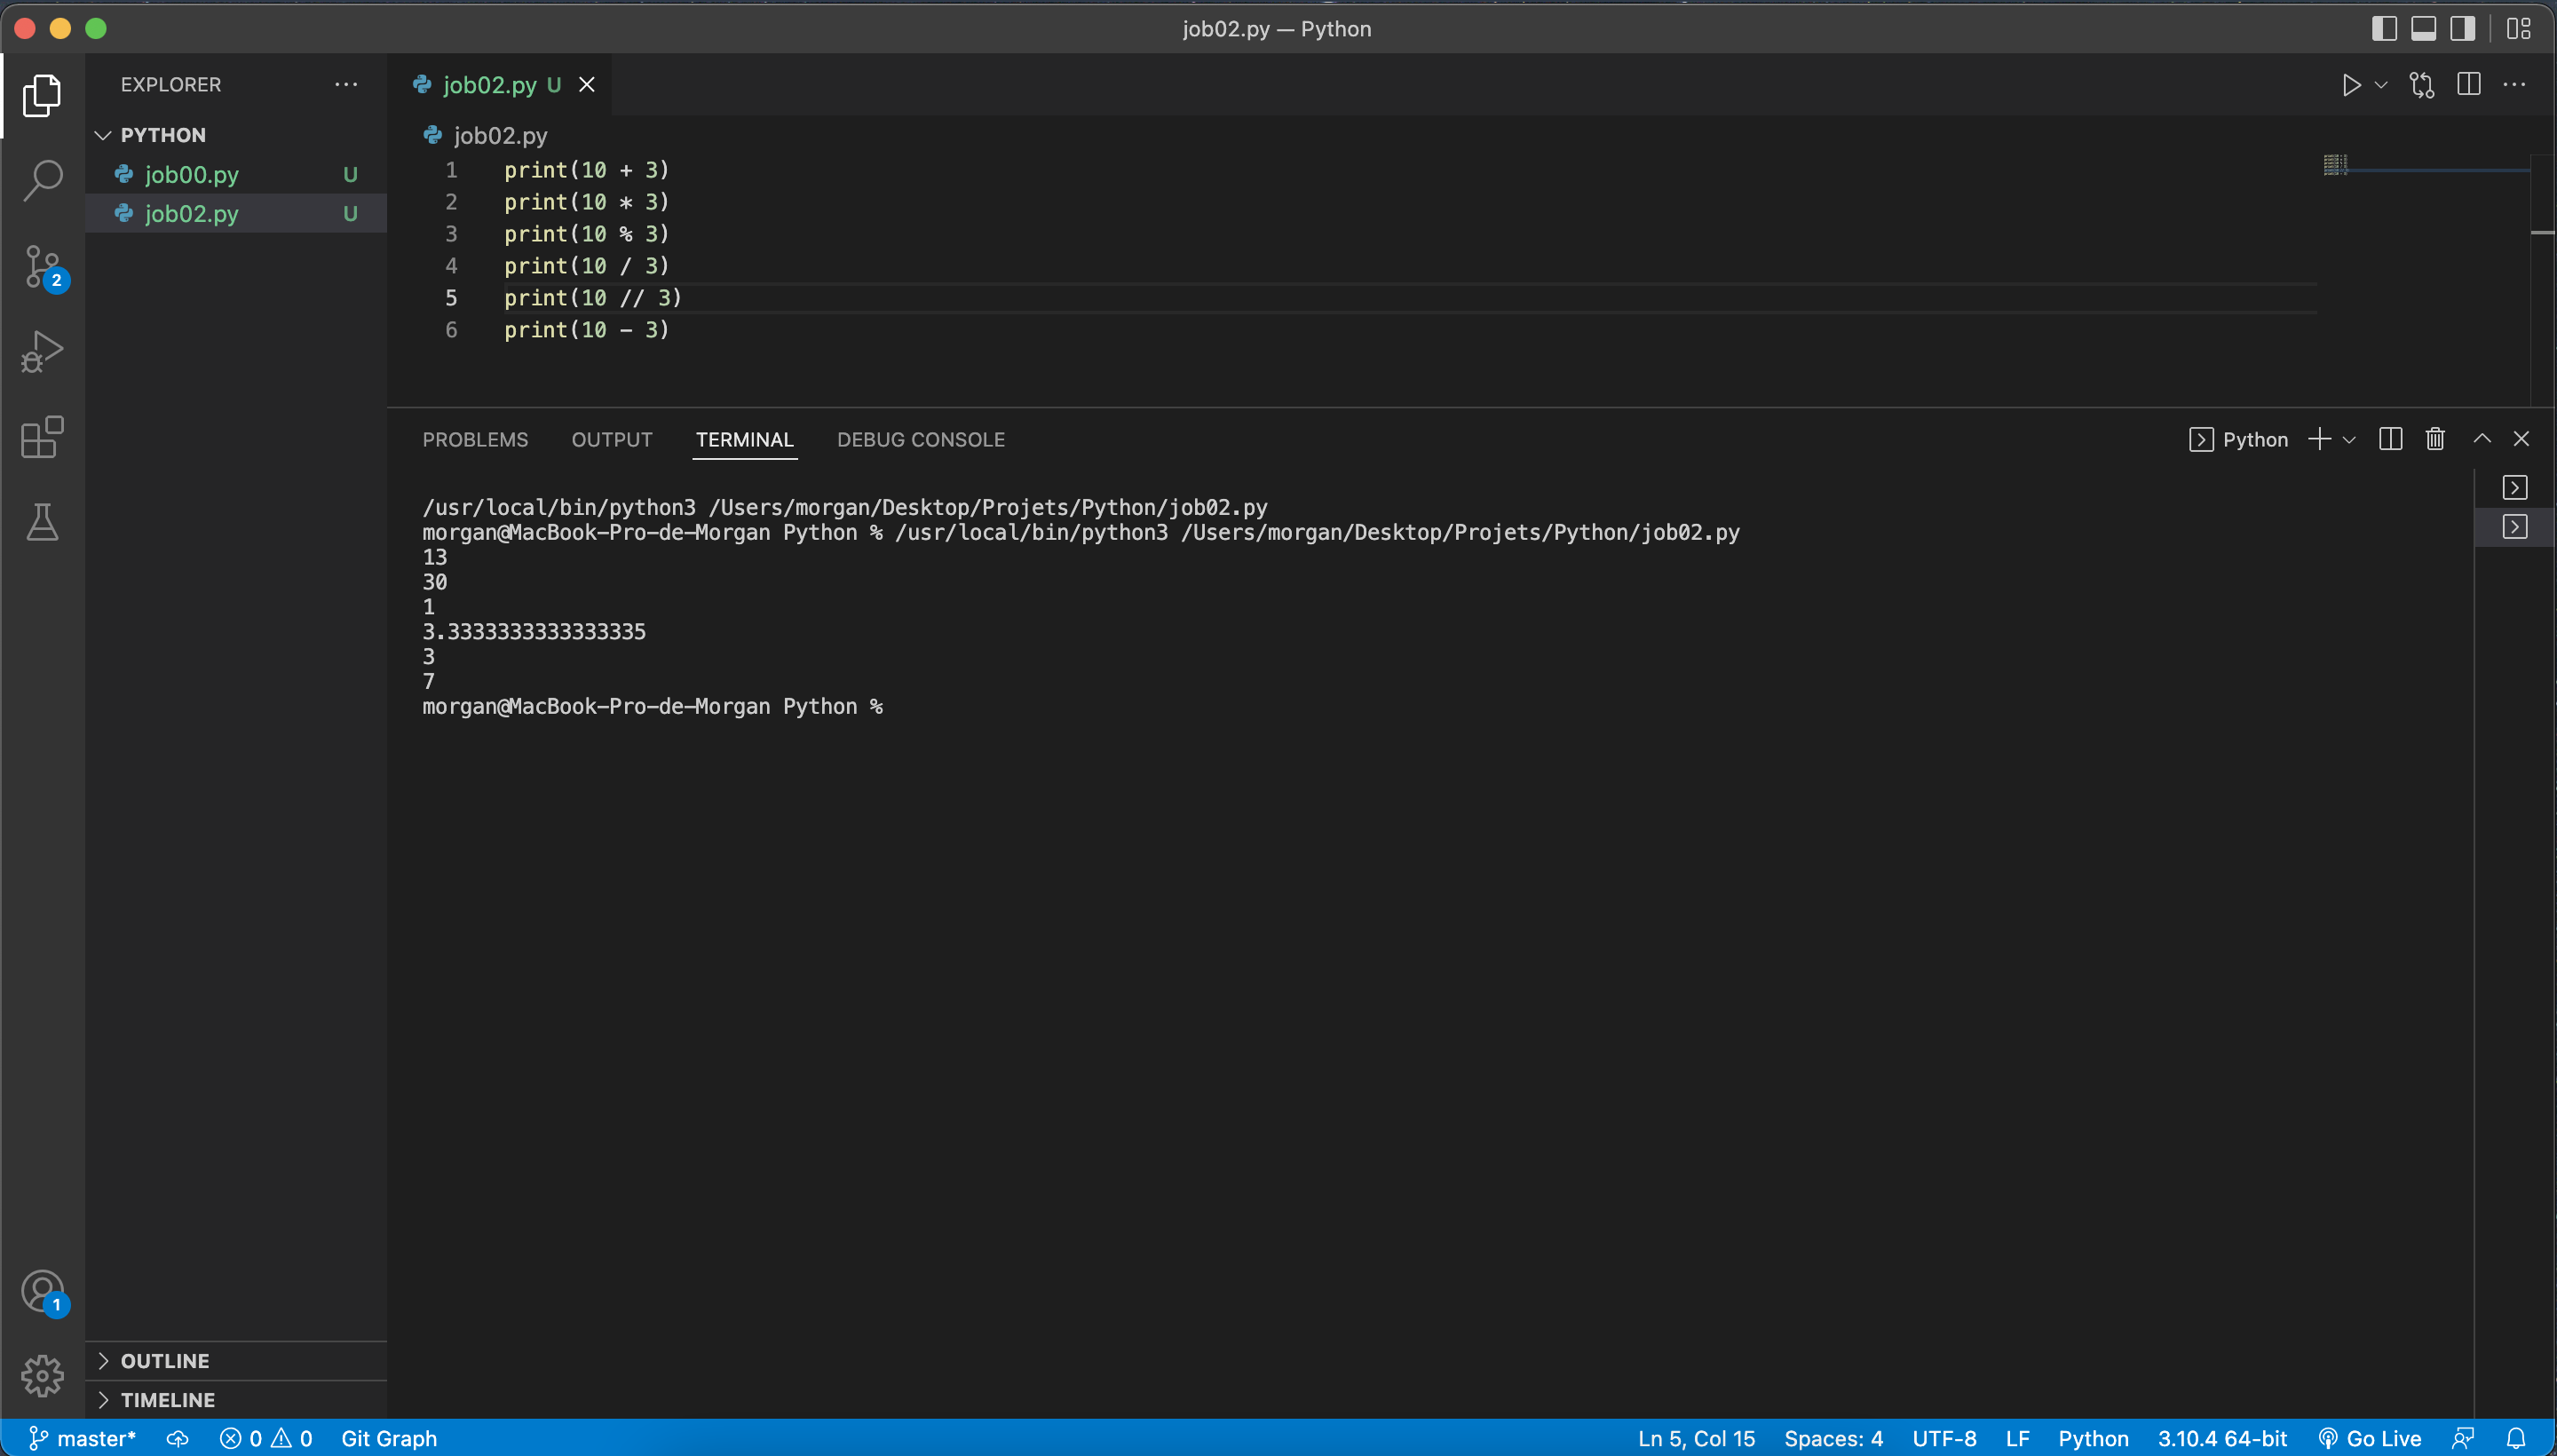 job02.py — Python
EXPLORER
PYTHON
job00.py U
job02.py U
2
1
OUTLINE
TIMELINE
job02.py U
job02.py
1 print(10 + 3)
2 print(10 * 3)
3 print(10 % 3)
4 print(10 / 3)
5 print(10 // 3)
6 print(10 - 3)
PROBLEMS OUTPUT TERMINAL DEBUG CONSOLE Python
/usr/local/bin/python3 /Users/morgan/Desktop/Projets/Python/job02.py
morgan@MacBook-Pro-de-Morgan Python % /usr/local/bin/python3 /Users/morgan/Desktop/Projets/Python/job02.py
13
30
1
3.3333333333333335
3
7
morgan@MacBook-Pro-de-Morgan Python %
master* 0 0 Git Graph Ln 5, Col 15 Spaces: 4 UTF-8 LF Python 3.10.4 64-bit Go Live